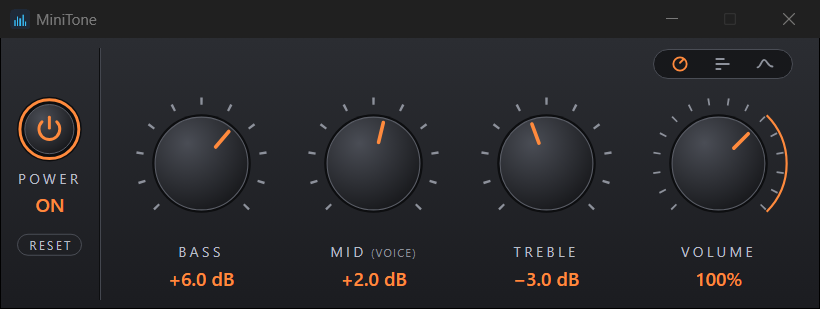 MiniTone
POWER
ON
RESET
BASS
+6.0 dB
MID (VOICE)
+2.0 dB
TREBLE
−3.0 dB
VOLUME
100%